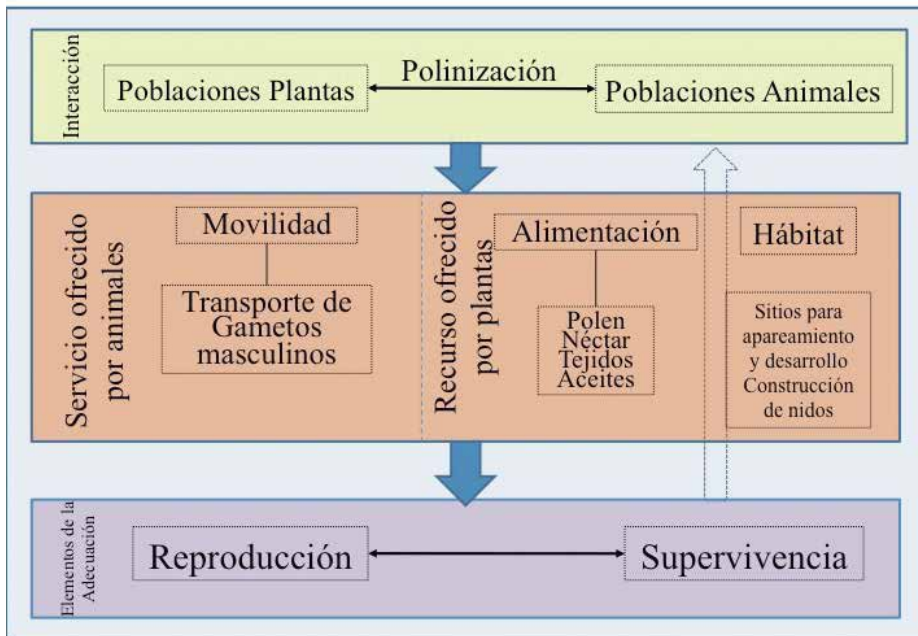 Interacción
Polinización
Poblaciones Plantas
Poblaciones Animales
Servicio ofrecido
por animales
Movilidad
Transporte de
Gametos
masculinos
Recurso ofrecido
por plantas
Alimentación
Polen
Néctar
Tejidos
Aceites
Hábitat
Sitios para
apareamiento
y desarrollo
Construcción
de nidos
Elementos de la
Adecuación
Reproducción
Supervivencia